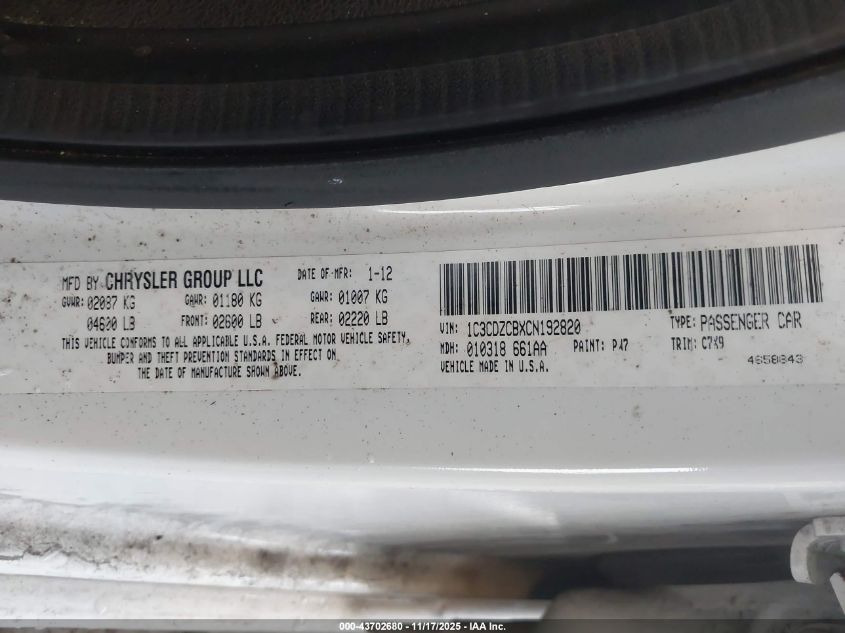 MFD BY CHRYSLER GROUP LLC DATE OF MFR: 1-12
GVWR: 02087 KG GAWR: 01180 KG GAWR: 01007 KG
04600 LB FRONT: 02600 LB REAR: 02220 LB
THIS VEHICLE CONFORMS TO ALL APPLICABLE U.S.A. FEDERAL MOTOR VEHICLE SAFETY,
BUMPER AND THEFT PREVENTION STANDARDS IN EFFECT ON
THE DATE OF MANUFACTURE SHOWN ABOVE.
VIN: 1C3CDZCBXCN192820 TYPE: PASSENGER CAR
MDH: 010318 661AA PAINT: PW7 TRIM:
VEHICLE MADE IN U.S.A. 4658843
000-43702680 - 11/17/2025 - IAA Inc.